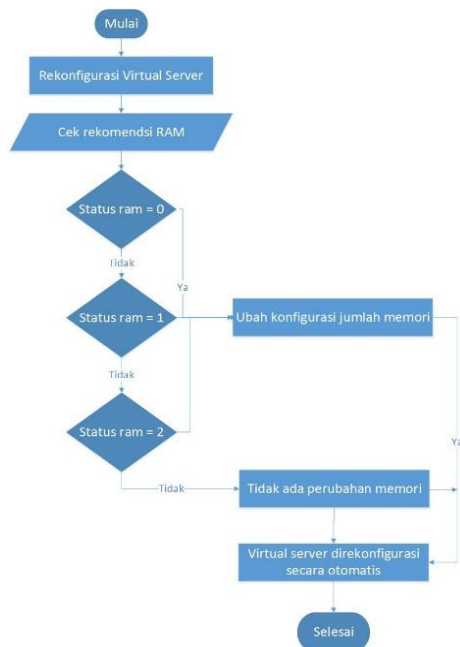 Mulai
Rekonfigurasi Virtual Server
Cek rekomendsi RAM
Status ram = 0
Tidak
Ya
Status ram = 1
Ubah konfigurasi jumlah memori
Tidak
Status ram = 2
Ya
Tidak
Tidak ada perubahan memori
Virtual server direkonfigurasi
secara otomatis
Selesai